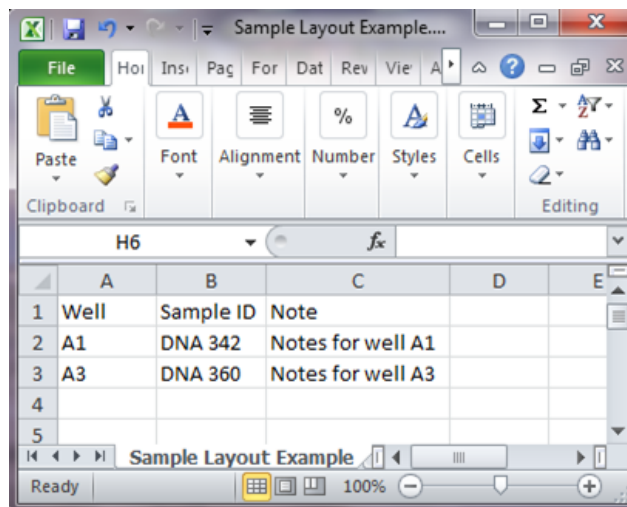 Sample Layout Example....
File Hor Ins Pag For Dat Rev Vie A
Paste Font Alignment Number Styles Cells
Clipboard Editing
H6 fx
A B C D E
1 Well Sample ID Note
2 A1 DNA 342 Notes for well A1
3 A3 DNA 360 Notes for well A3
4
5
Sample Layout Example
Ready 100%